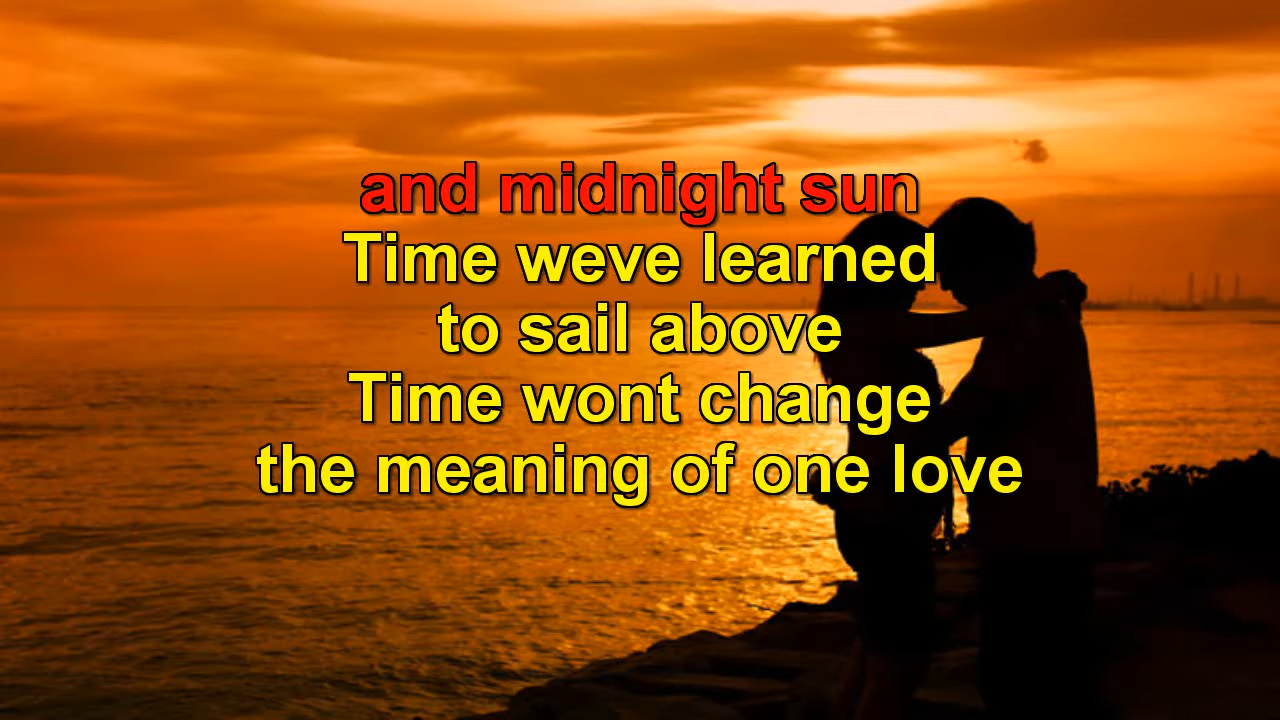 and midnight sun
Time weve learned
to sail above
Time wont change
the meaning of one love